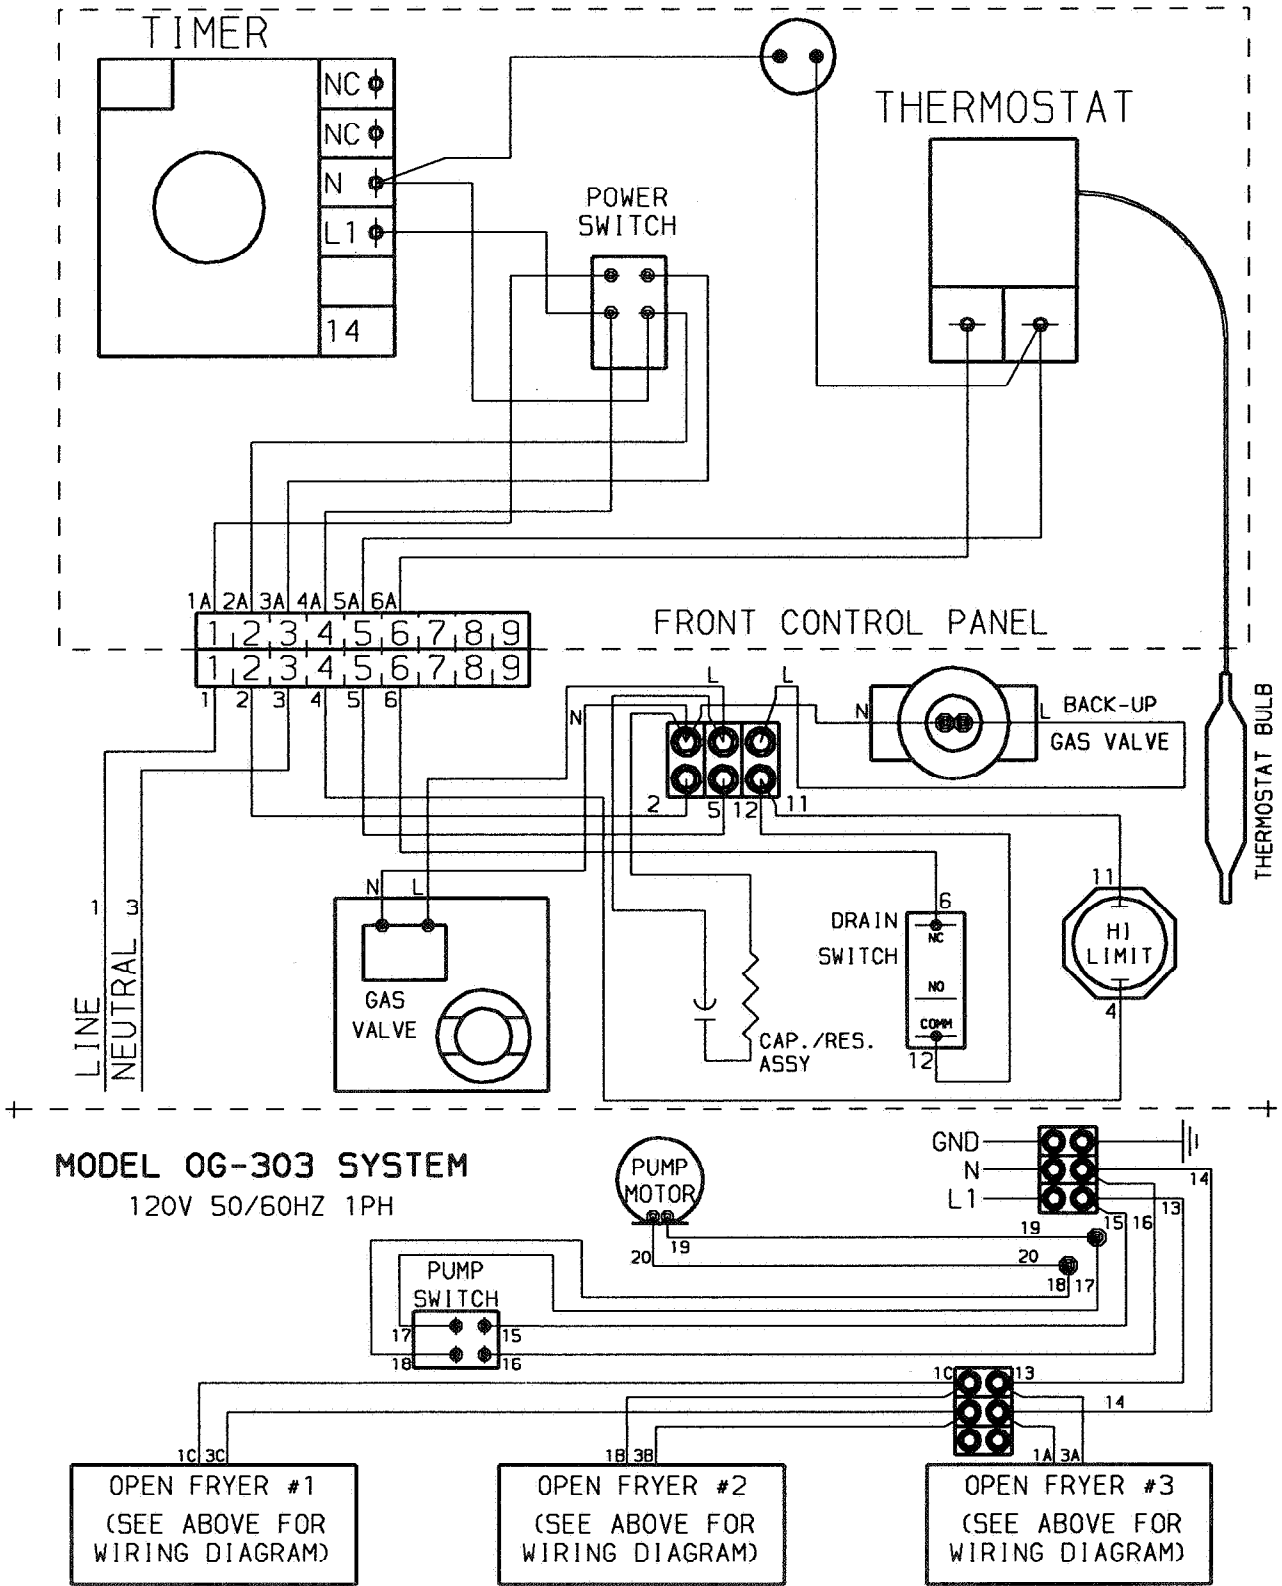 TIMER
NC
NC
N
L1
14
POWER
SWITCH
THERMOSTAT
1A 2A 3A 4A 5A 6A
1 2 3 4 5 6 7 8 9
1 2 3 4 5 6 7 8 9
FRONT CONTROL PANEL
1 2 3 4 5 6
N
L
L
N
L
BACK-UP
GAS VALVE
THERMOSTAT BULB
2 5 12 11
N L
GAS
VALVE
1 3
LINE
NEUTRAL
CAP./RES.
ASSY
DRAIN
SWITCH
6
NC
NO
COMM
12
11
HI
LIMIT
4
MODEL OG-303 SYSTEM
120V 50/60HZ 1PH
PUMP
MOTOR
GND
N
L1
14
15 16 13
19
19
20
20
18 17
PUMP
SWITCH
17 15
18 16
1C 13
14
1C 3C
1B 3B
1A 3A
OPEN FRYER #1
(SEE ABOVE FOR
WIRING DIAGRAM)
OPEN FRYER #2
(SEE ABOVE FOR
WIRING DIAGRAM)
OPEN FRYER #3
(SEE ABOVE FOR
WIRING DIAGRAM)